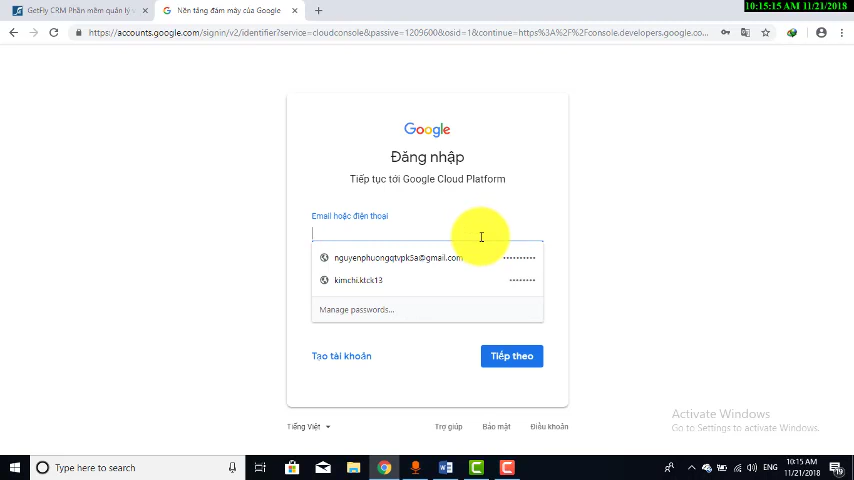 10:15:15 AM 11/21/2018
GetFly CRM Phần mềm quản lý v
Nền tảng đám mây của Google
https://accounts.google.com/signin/v2/identifier?service=cloudconsole&passive=1209600&osid=1&continue=https%3A%2F%2Fconsole.developers.google.co...
Google
Đăng nhập
Tiếp tục tới Google Cloud Platform
Email hoặc điện thoại
nguyenphuongqtvpk5a@gmail.com ••••••••••
kimchi.ktck13 ••••••••
Manage passwords...
Tạo tài khoản
Tiếp theo
Tiếng Việt
Trợ giúp
Bảo mật
Điều khoản
Activate Windows
Go to Settings to activate Windows.
Type here to search
ENG
10:15 AM
11/21/2018
19